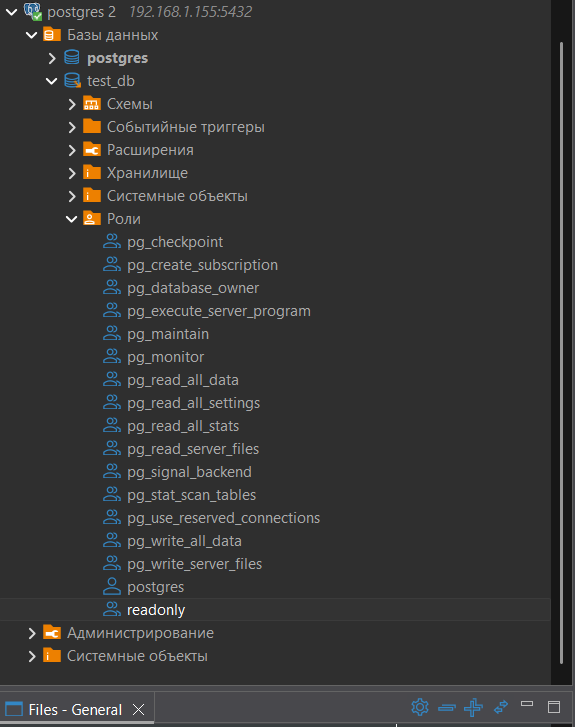 postgres 2 192.168.1.155:5432
Базы данных
postgres
test_db
Схемы
Событийные триггеры
Расширения
Хранилище
Системные объекты
Роли
pg_checkpoint
pg_create_subscription
pg_database_owner
pg_execute_server_program
pg_maintain
pg_monitor
pg_read_all_data
pg_read_all_settings
pg_read_all_stats
pg_read_server_files
pg_signal_backend
pg_stat_scan_tables
pg_use_reserved_connections
pg_write_all_data
pg_write_server_files
postgres
readonly
Администрирование
Системные объекты
Files - General